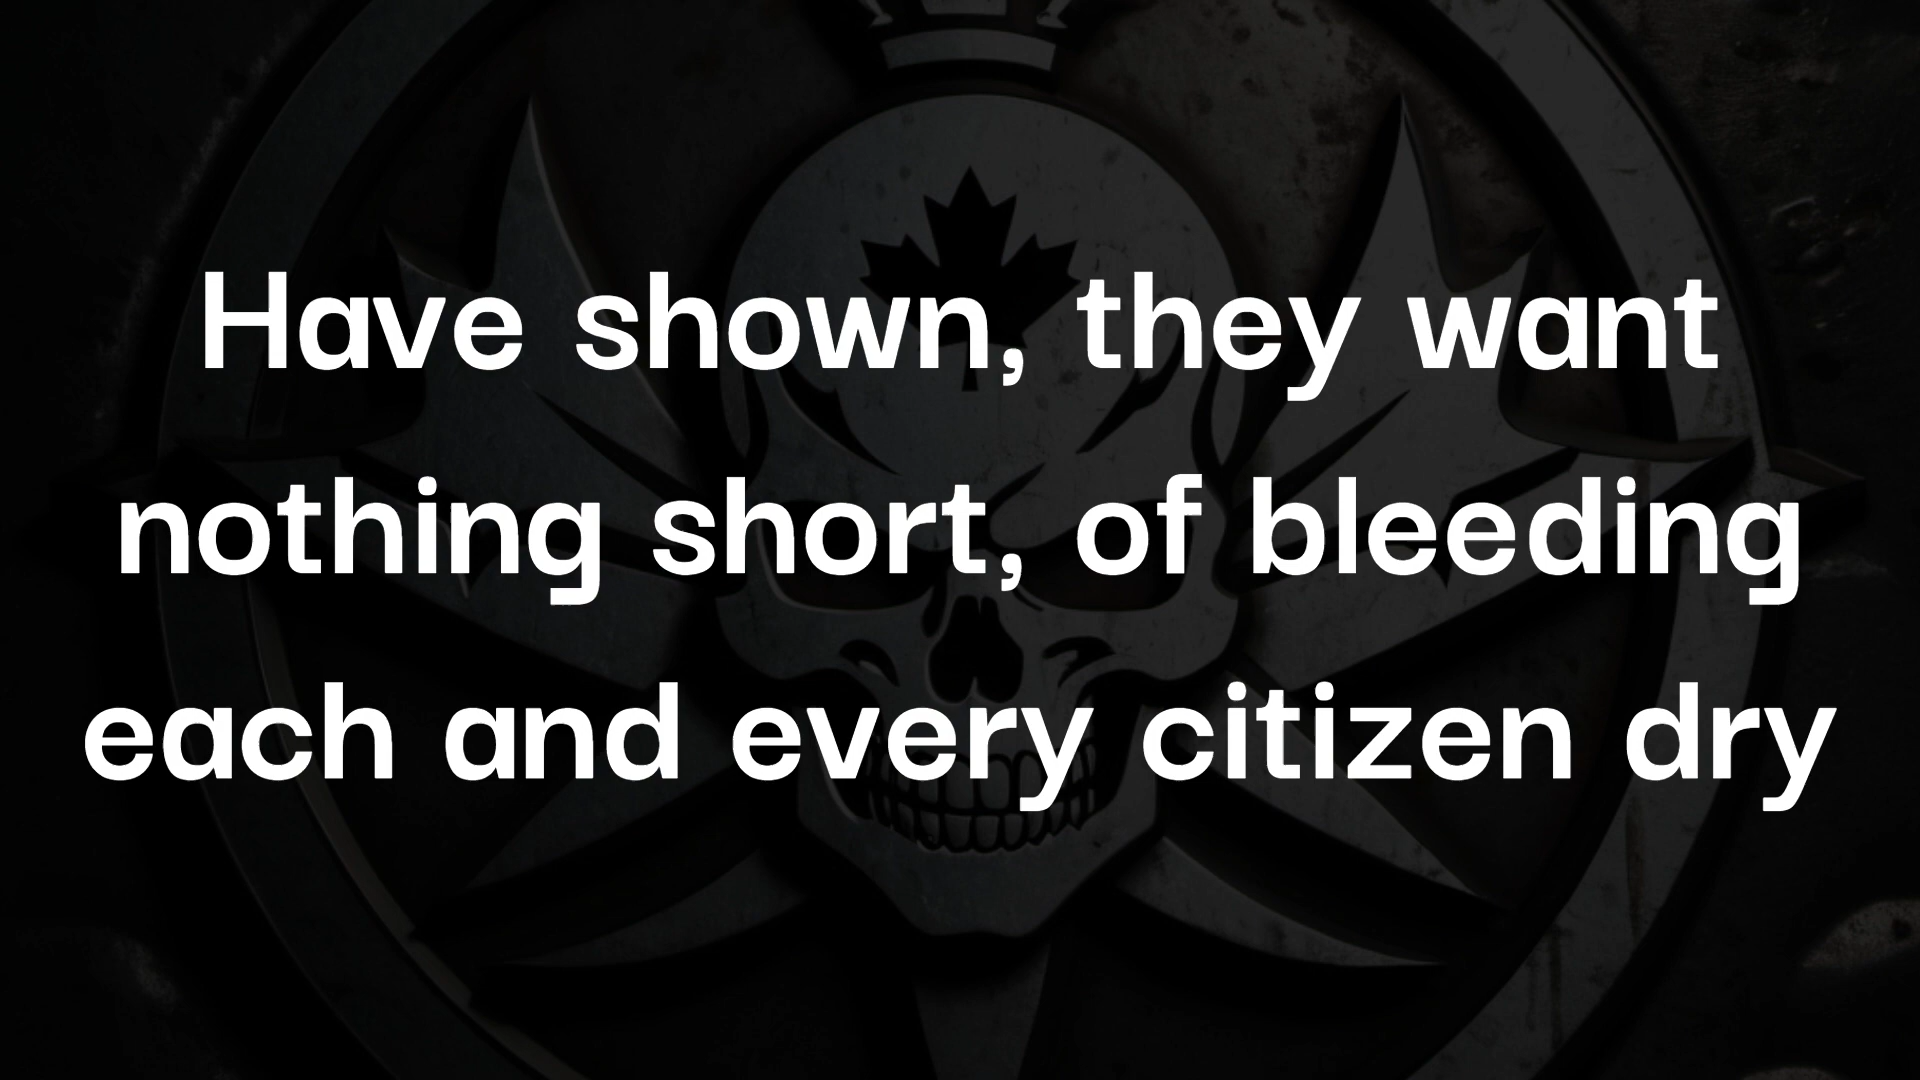 Have shown, they want
nothing short, of bleeding
each and every citizen dry